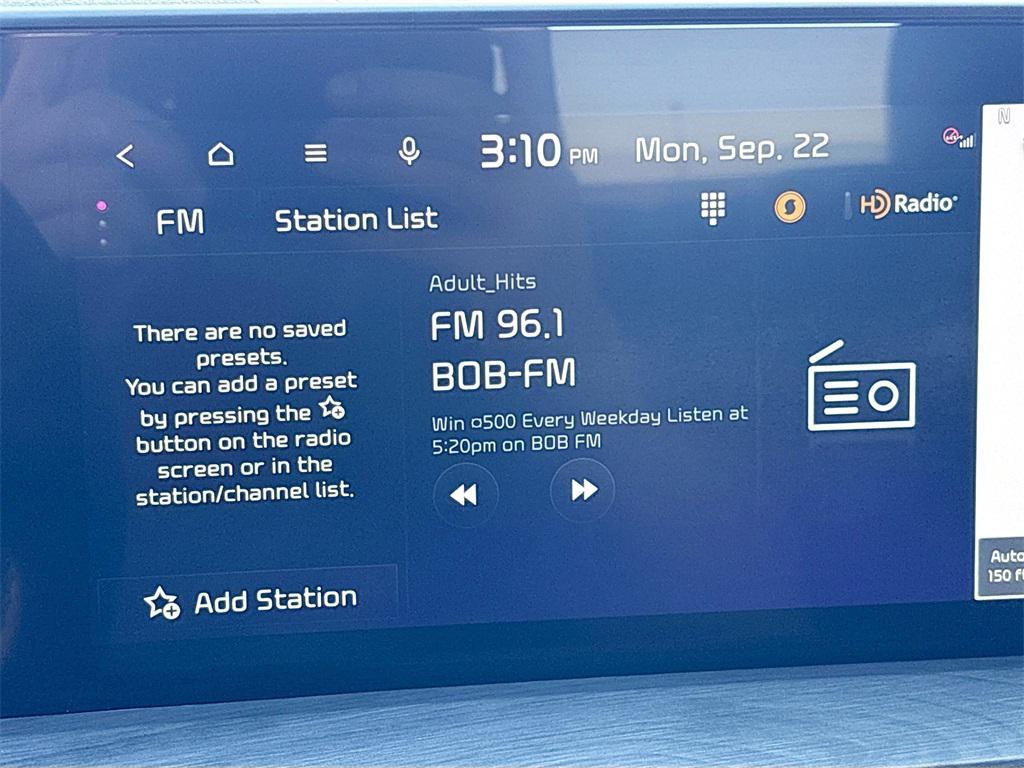 3:10 PM Mon, Sep. 22
N
FM Station List HD Radio
Adult_Hits
FM 96.1
BOB-FM
Win ¤500 Every Weekday Listen at
5:20pm on BOB FM
There are no saved
presets.
You can add a preset
by pressing the
button on the radio
screen or in the
station/channel list.
Add Station
Auto
150 f